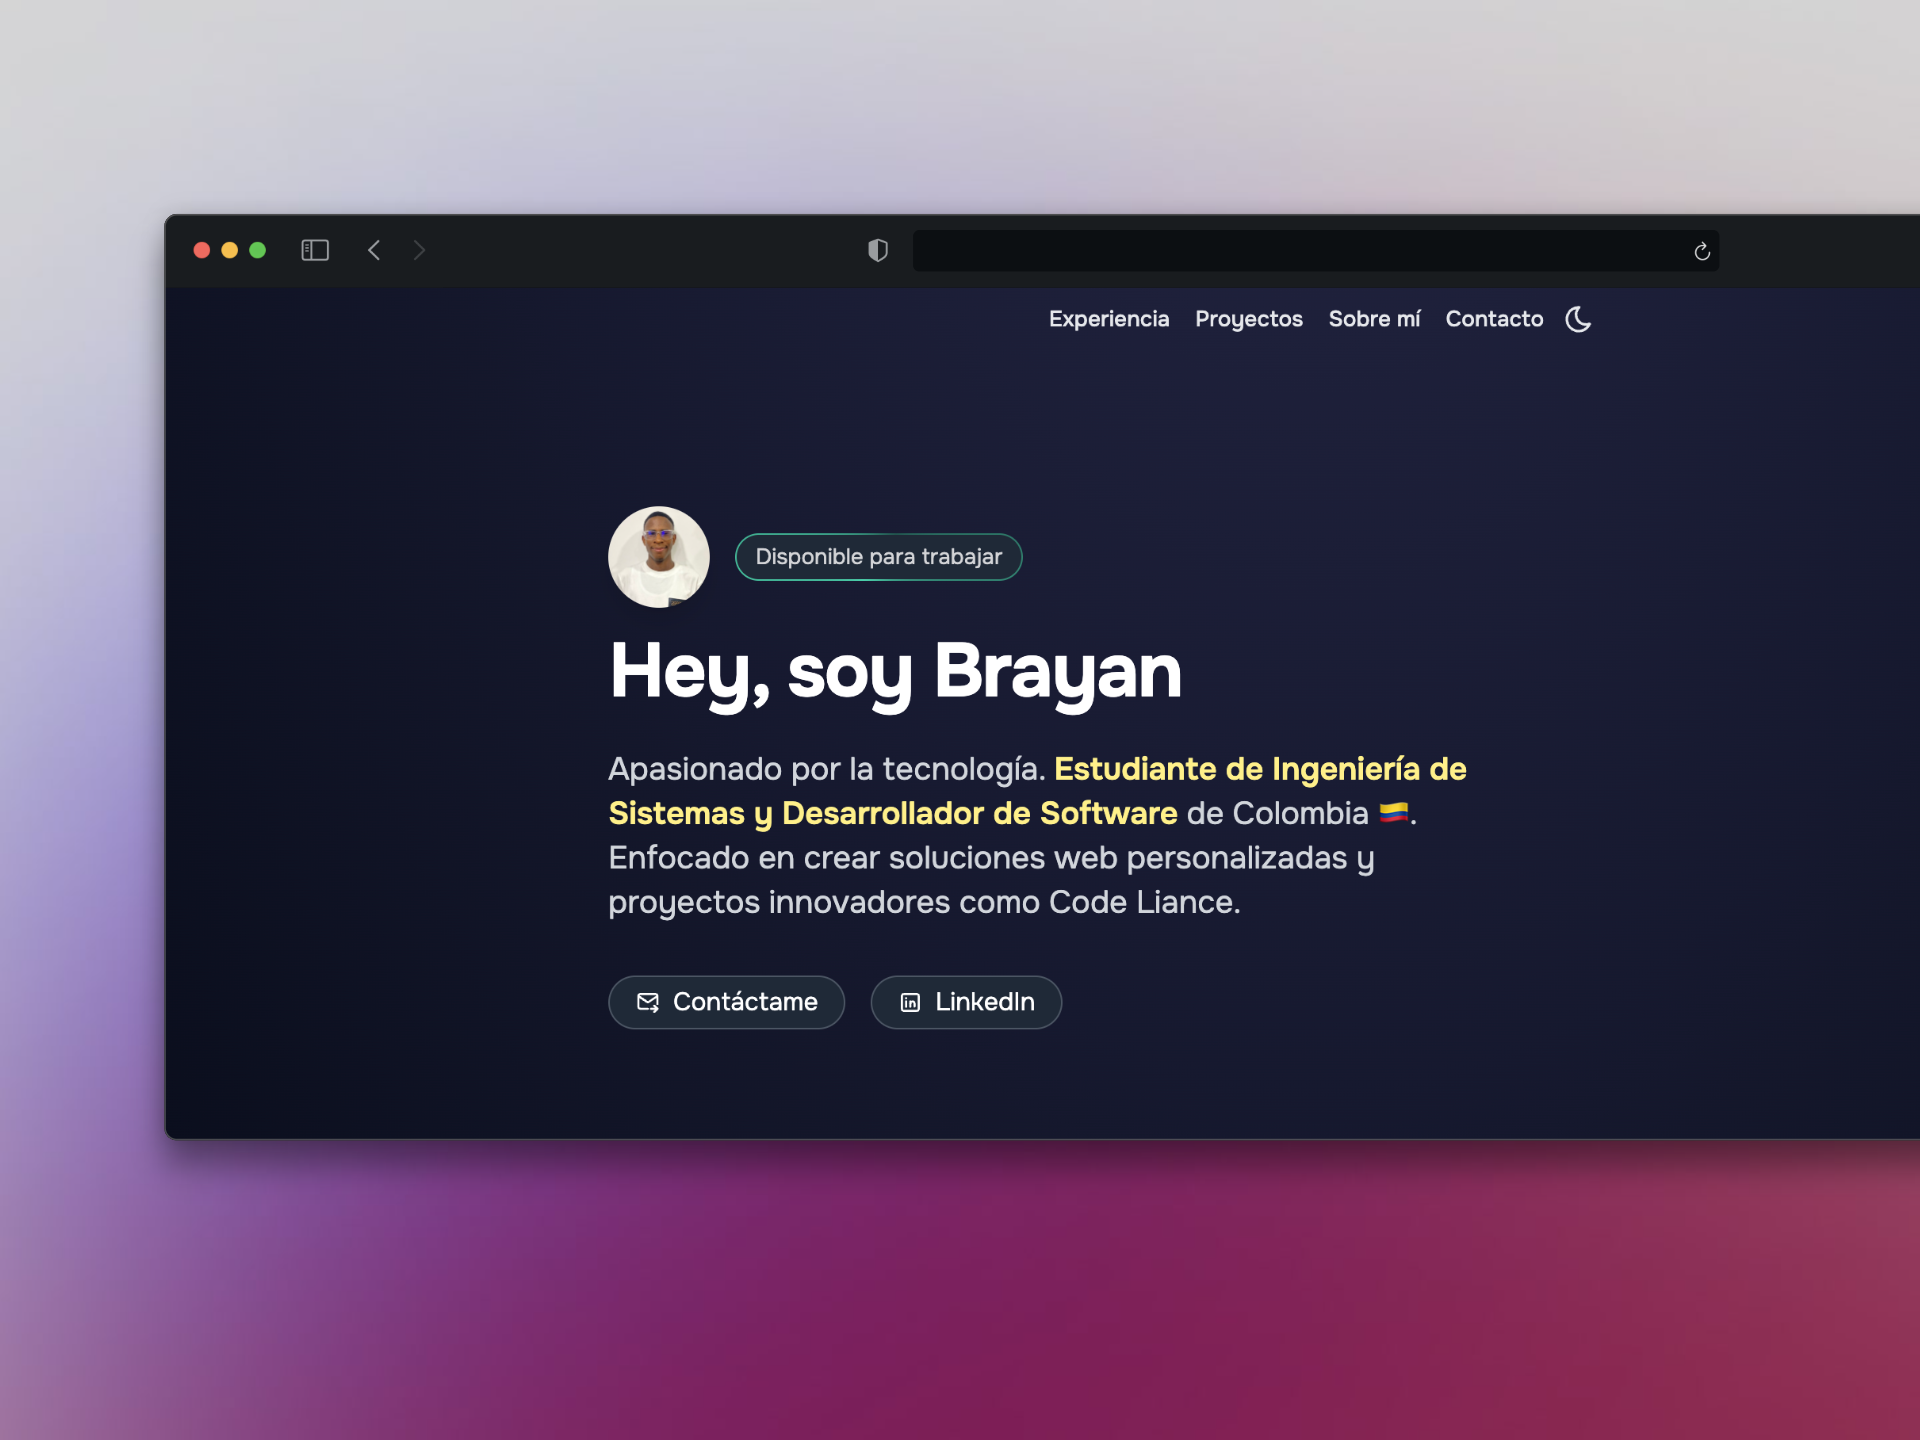 Experiencia Proyectos Sobre mí Contacto
Disponible para trabajar
Hey, soy Brayan
Apasionado por la tecnología. Estudiante de Ingeniería de
Sistemas y Desarrollador de Software de Colombia 🇨🇴.
Enfocado en crear soluciones web personalizadas y
proyectos innovadores como Code Liance.
Contáctame LinkedIn